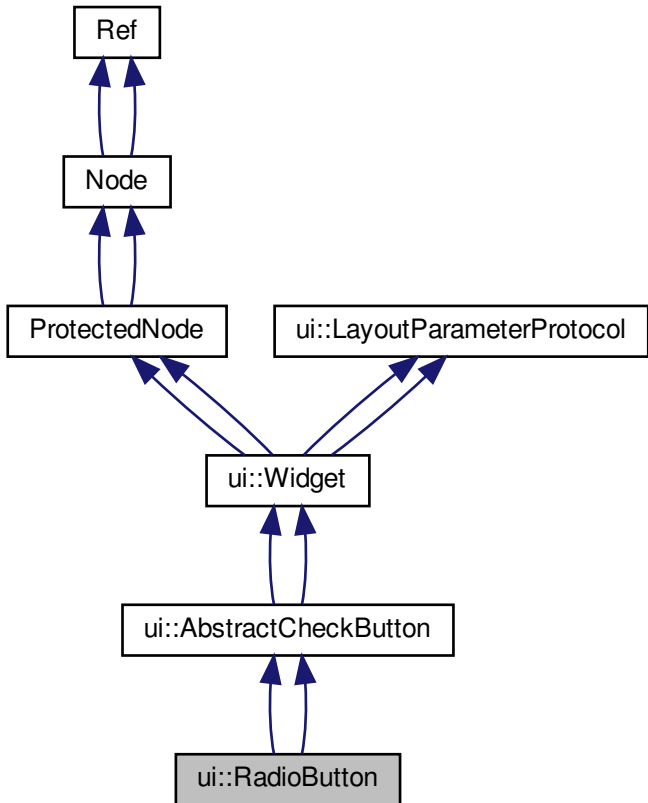 Ref
Node
ProtectedNode
ui::LayoutParameterProtocol
ui::Widget
ui::AbstractCheckButton
ui::RadioButton